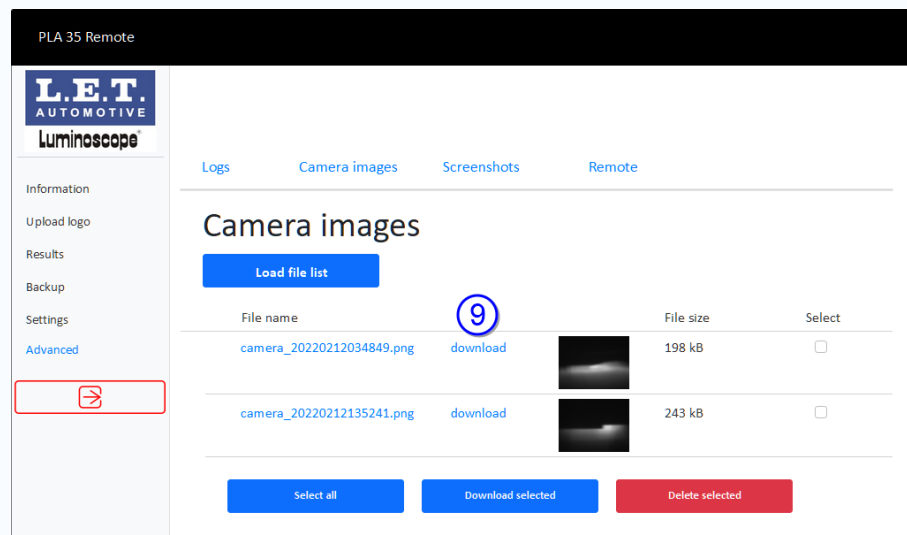 PLA 35 Remote
L.E.T.
AUTOMOTIVE
Luminoscope®
Information
Upload logo
Results
Backup
Settings
Advanced
Logs Camera images Screenshots Remote
Camera images
Load file list
9
File name File size Select
camera_20220212034849.png download 198 kB
camera_20220212135241.png download 243 kB
Select all Download selected Delete selected